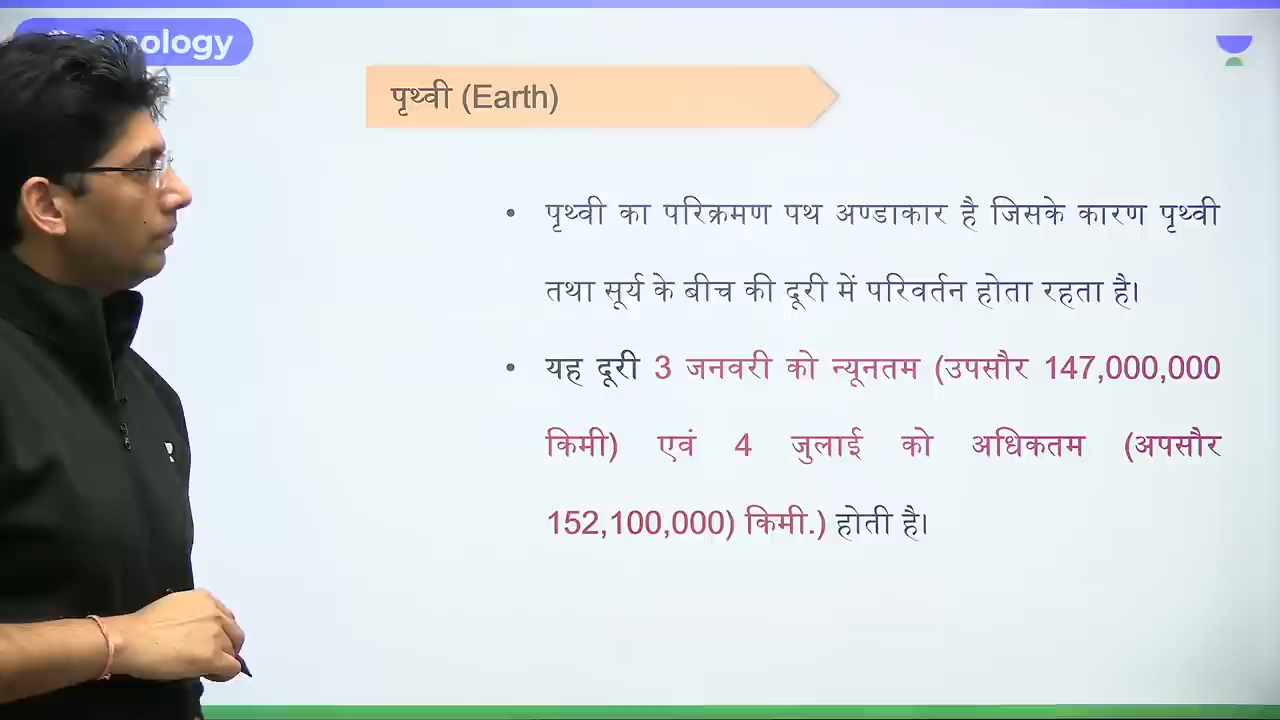 पृथ्वी (Earth)
• पृथ्वी का परिक्रमण पथ अण्डाकार है जिसके कारण पृथ्वी
तथा सूर्य के बीच की दूरी में परिवर्तन होता रहता है।
• यह दूरी 3 जनवरी को न्यूनतम (उपसौर 147,000,000
किमी) एवं 4 जुलाई को अधिकतम (अपसौर
152,100,000) किमी.) होती है।